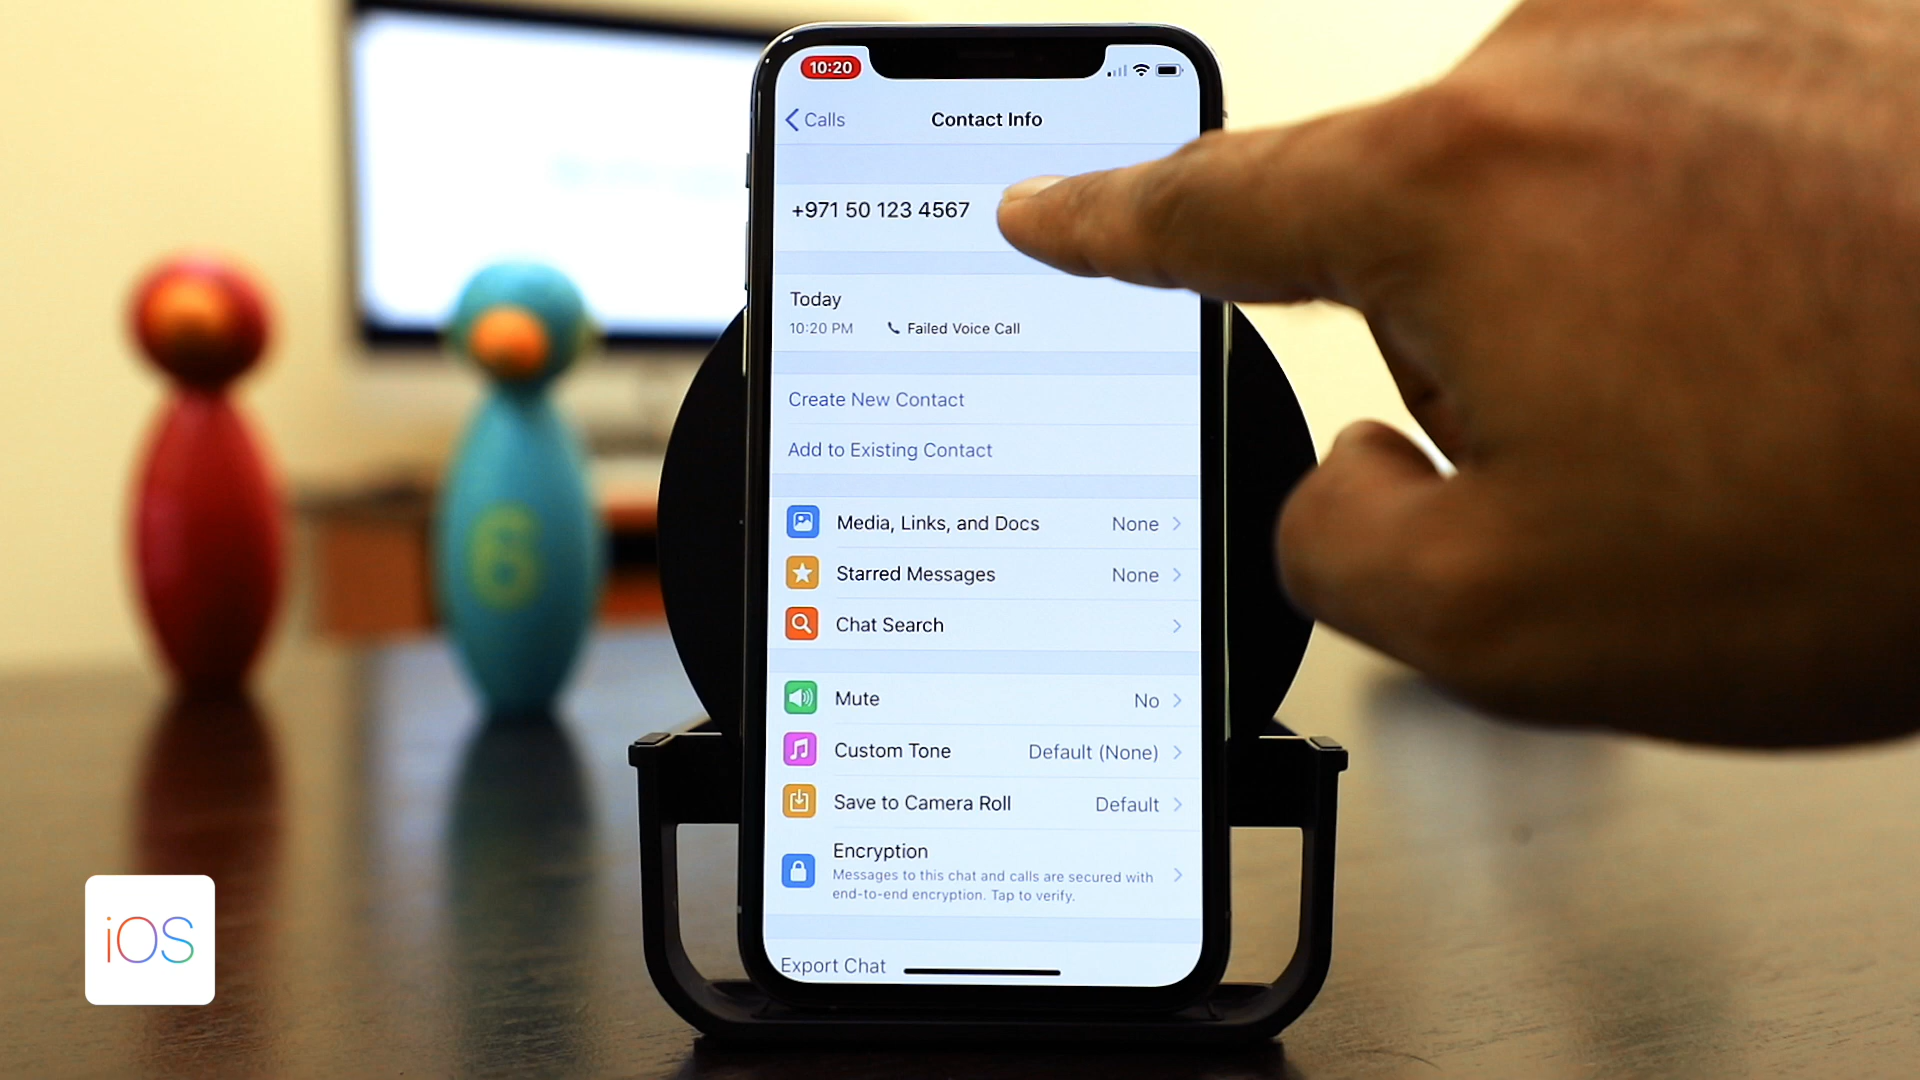 10:20
Calls
Contact Info
+971 50 123 4567
Today
10:20 PM Failed Voice Call
Create New Contact
Add to Existing Contact
Media, Links, and Docs None
Starred Messages None
Chat Search
Mute No
Custom Tone Default (None)
Save to Camera Roll Default
Encryption
Messages to this chat and calls are secured with
end-to-end encryption. Tap to verify.
Export Chat
6
iOS